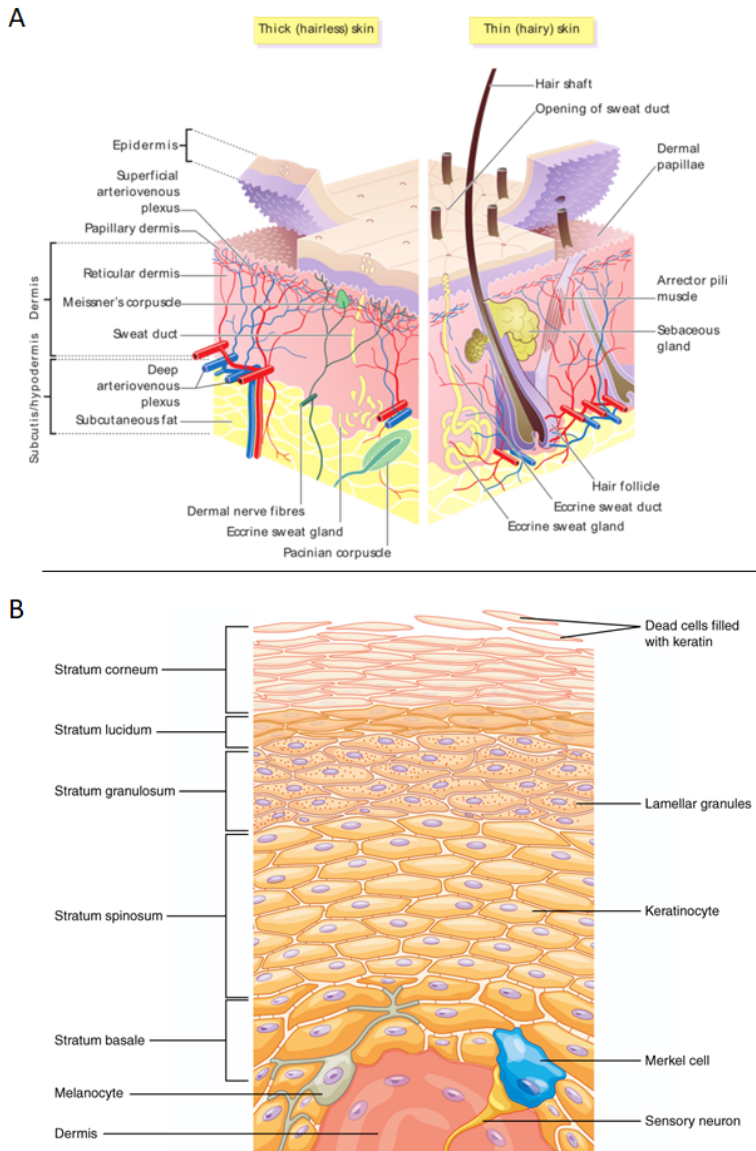 A
Thick (hairless) skin
Thin (hairy) skin
Hair shaft
Opening of sweat duct
Epidermis
Dermal
papillae
Superficial
arteriovenous
plexus
Papillary dermis
Dermis
Reticular dermis
Meissner's corpuscle
Arrector pili
muscle
Sweat duct
Sebaceous
gland
Subcutis/hypodermis
Deep
arteriovenous
plexus
Subcutaneous fat
Hair follicle
Dermal nerve fibres
Eccrine sweat duct
Eccrine sweat gland
Eccrine sweat gland
Pacinian corpuscle
B
Dead cells filled
with keratin
Stratum corneum
Stratum lucidum
Stratum granulosum
Lamellar granules
Stratum spinosum
Keratinocyte
Stratum basale
Merkel cell
Melanocyte
Sensory neuron
Dermis